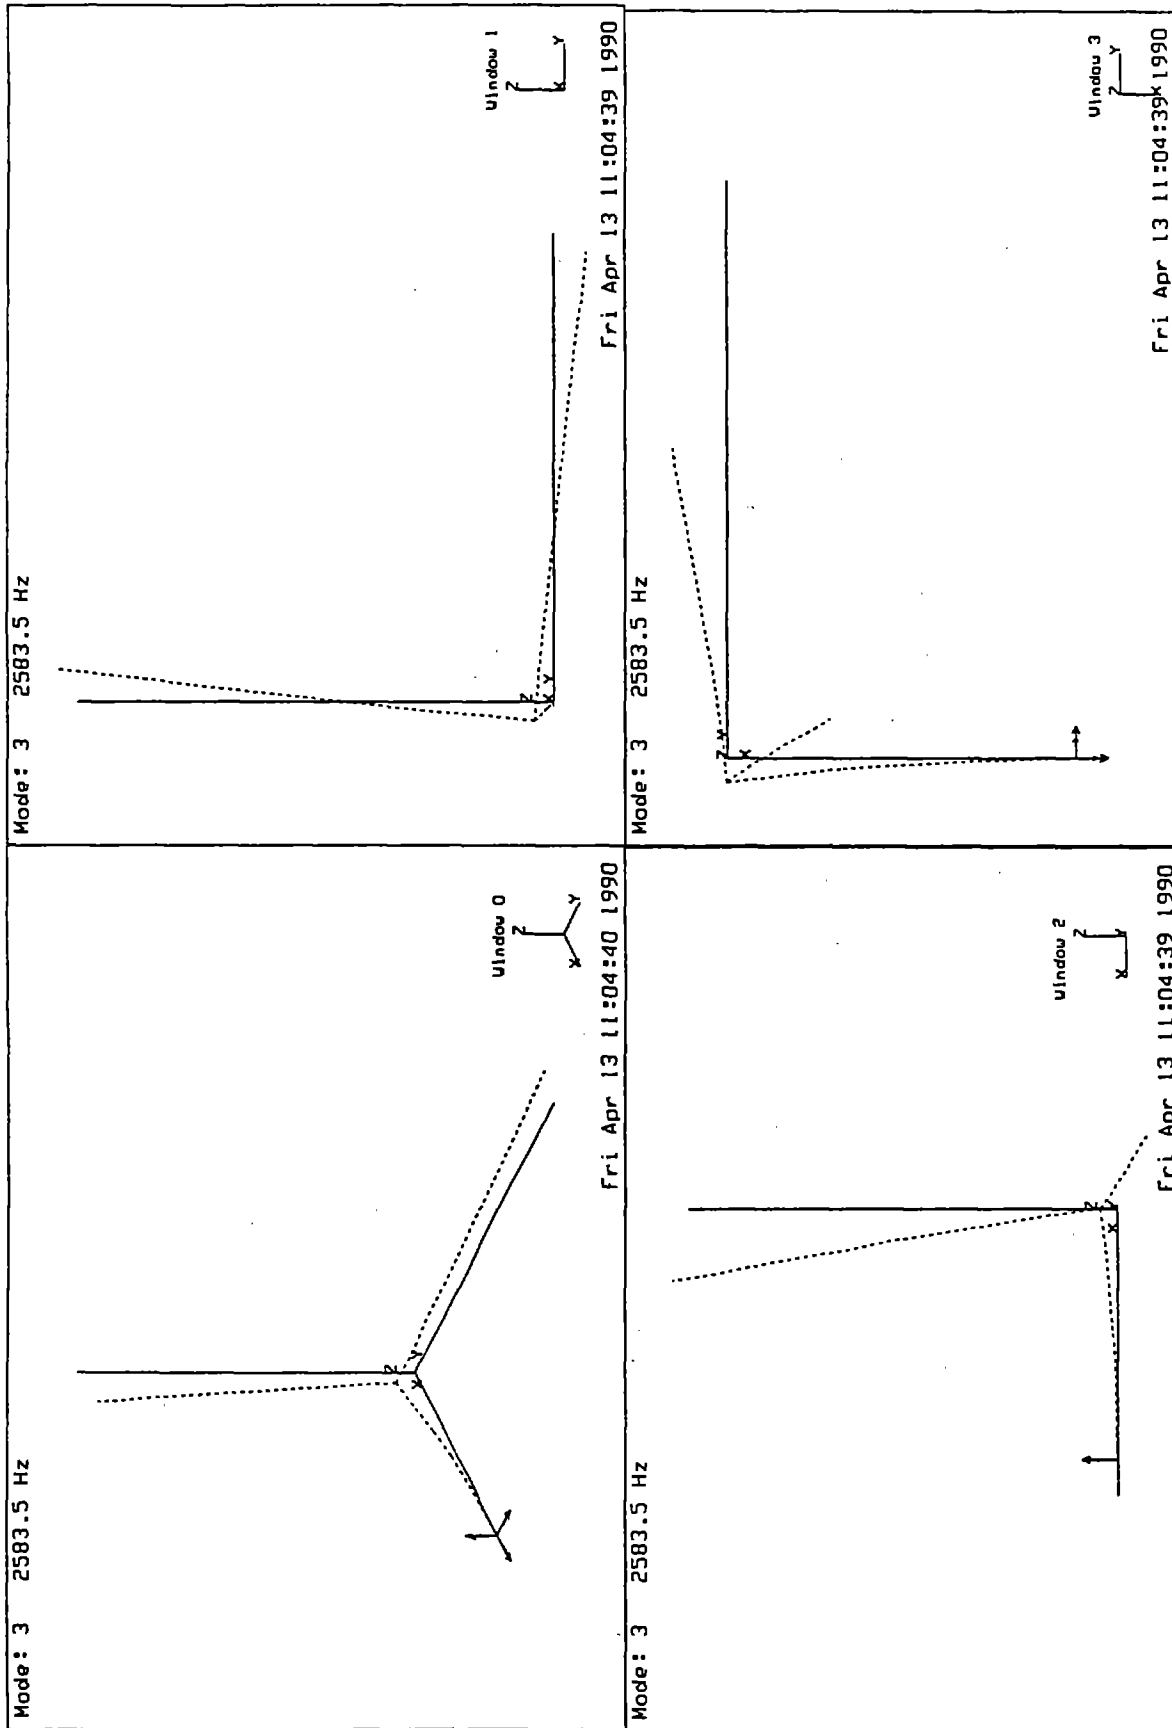 Mode: 3 2583.5 Hz
Z
X Y
Window 0
Z
X Y
Fri Apr 13 11:04:40 1990
Mode: 3 2583.5 Hz
Z
X Y
Window 1
Z
X Y
Fri Apr 13 11:04:39 1990
Mode: 3 2583.5 Hz
Z
X Y
Window 2
Z
X Y
Fri Apr 13 11:04:39 1990
Mode: 3 2583.5 Hz
Z Y
X
Window 3
Z Y
X
Fri Apr 13 11:04:39 1990